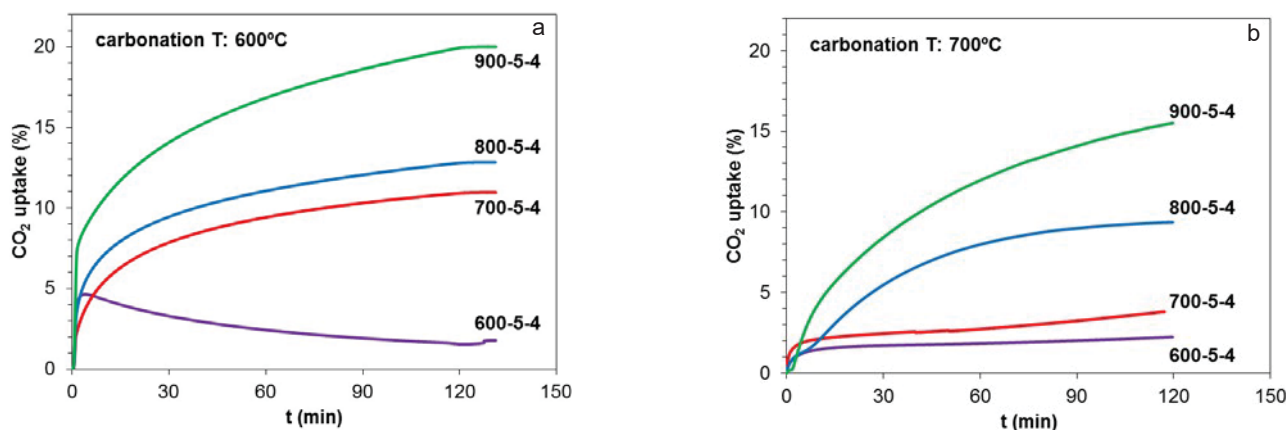 a
carbonation T: 600ºC
20
15
10
5
0
CO₂ uptake (%)
900-5-4
800-5-4
700-5-4
600-5-4
0 30 60 90 120 150
t (min)
b
carbonation T: 700ºC
20
15
10
5
0
CO₂ uptake (%)
900-5-4
800-5-4
700-5-4
600-5-4
0 30 60 90 120 150
t (min)